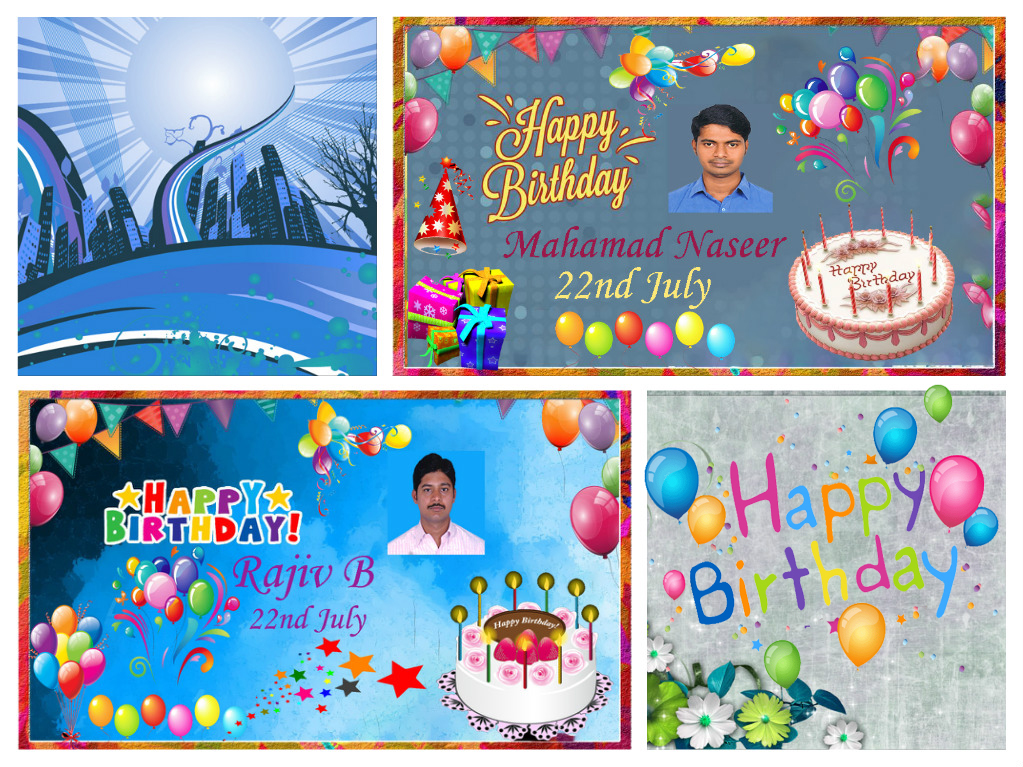 Happy
Birthday
Mahamad Naseer
22nd July
Happy
Birthday
HAPPY
BIRTHDAY!
Rajiv B
22nd July
Happy Birthday!
Happy
Birthday